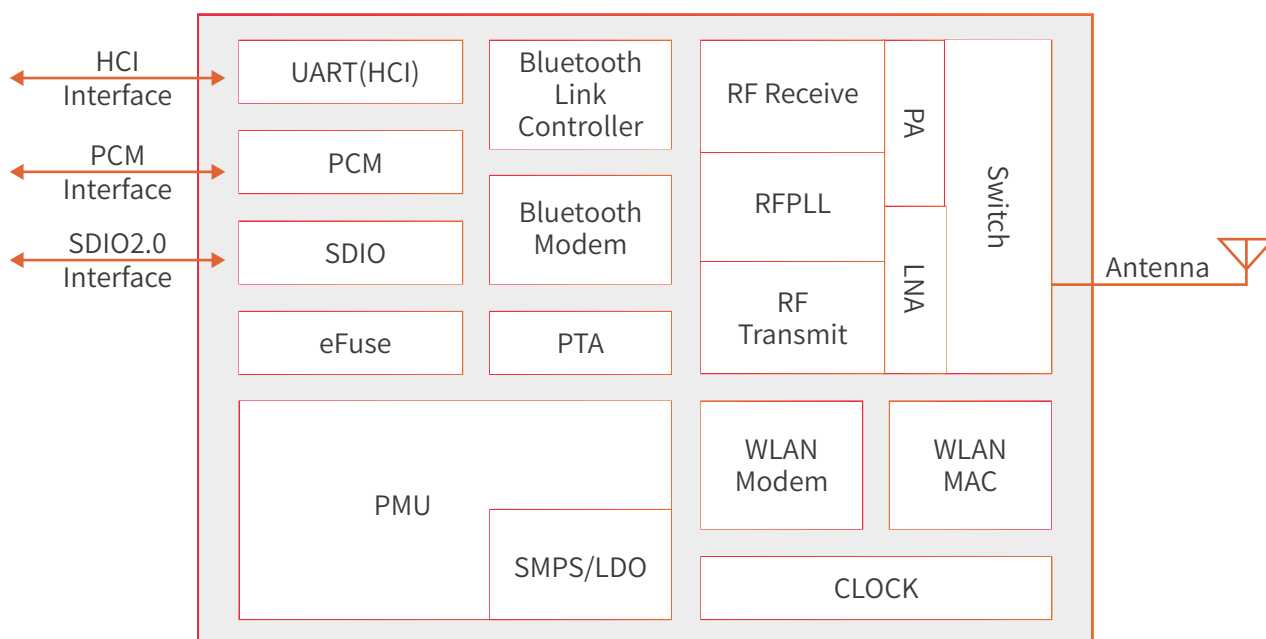 HCI
Interface
PCM
Interface
SDIO2.0
Interface
UART(HCI)
PCM
SDIO
eFuse
Bluetooth
Link
Controller
Bluetooth
Modem
PTA
RF Receive
RFPLL
RF
Transmit
PA
LNA
Switch
Antenna
PMU
SMPS/LDO
WLAN
Modem
WLAN
MAC
CLOCK